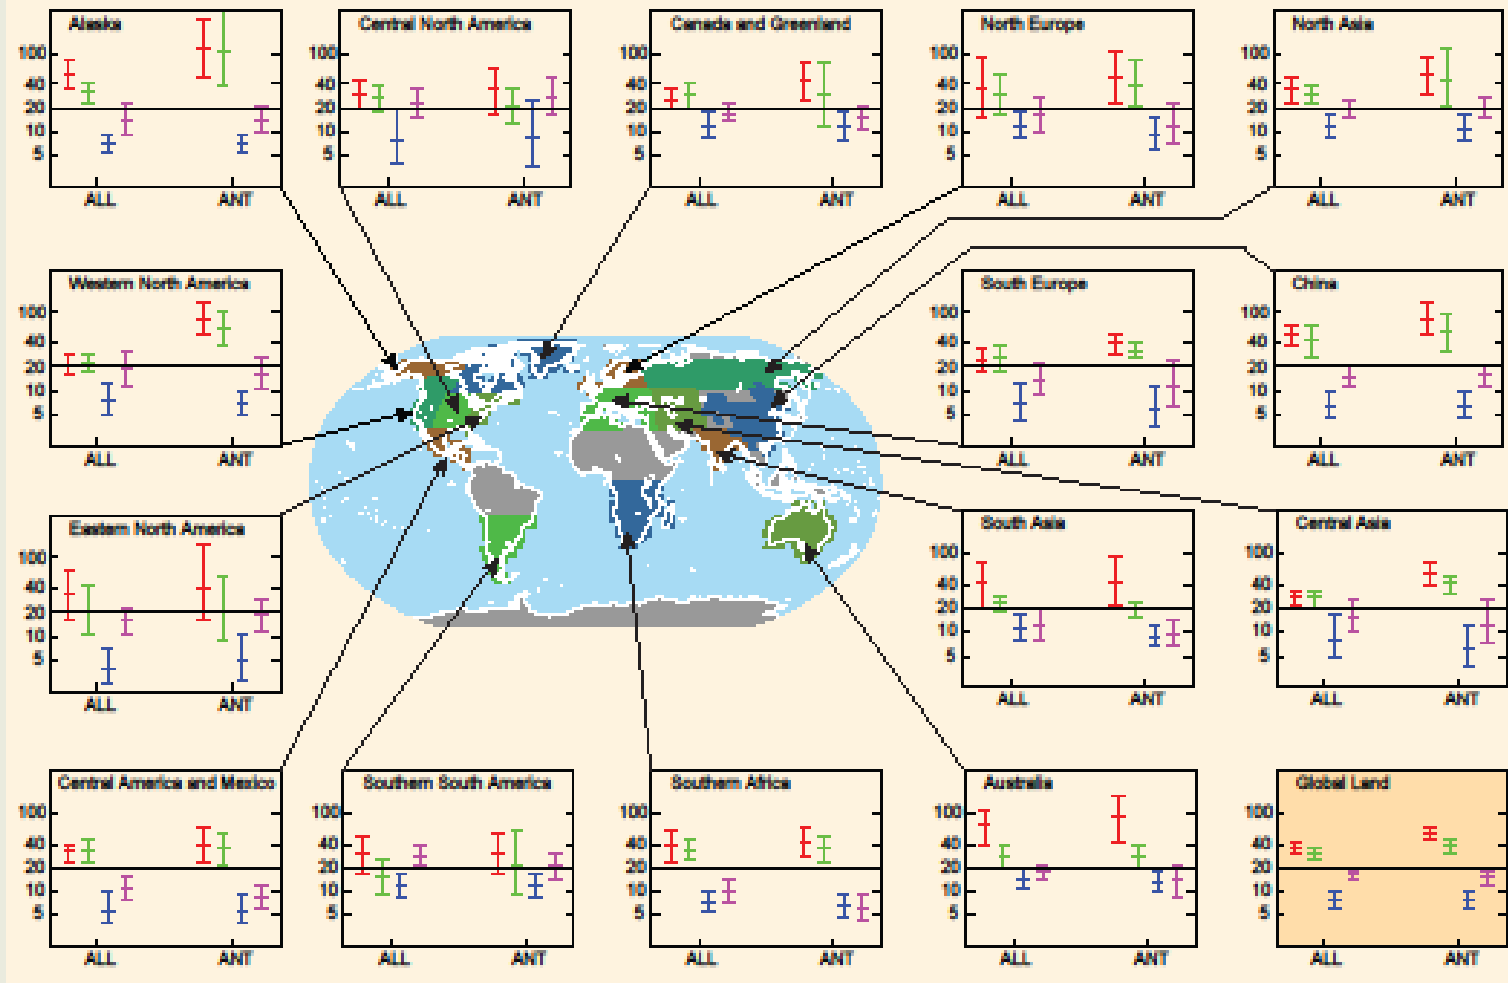 Alaska
100
40
20
10
5
ALL ANT
Central North America
100
40
20
10
5
ALL ANT
Canada and Greenland
100
40
20
10
5
ALL ANT
North Europe
100
40
20
10
5
ALL ANT
North Asia
100
40
20
10
5
ALL ANT
Western North America
100
40
20
10
5
ALL ANT
South Europe
100
40
20
10
5
ALL ANT
China
100
40
20
10
5
ALL ANT
Eastern North America
100
40
20
10
5
ALL ANT
South Asia
100
40
20
10
5
ALL ANT
Central Asia
100
40
20
10
5
ALL ANT
Central America and Mexico
100
40
20
10
5
ALL ANT
Southern South America
100
40
20
10
5
ALL ANT
Southern Africa
100
40
20
10
5
ALL ANT
Australia
100
40
20
10
5
ALL ANT
Global Land
100
40
20
10
5
ALL ANT